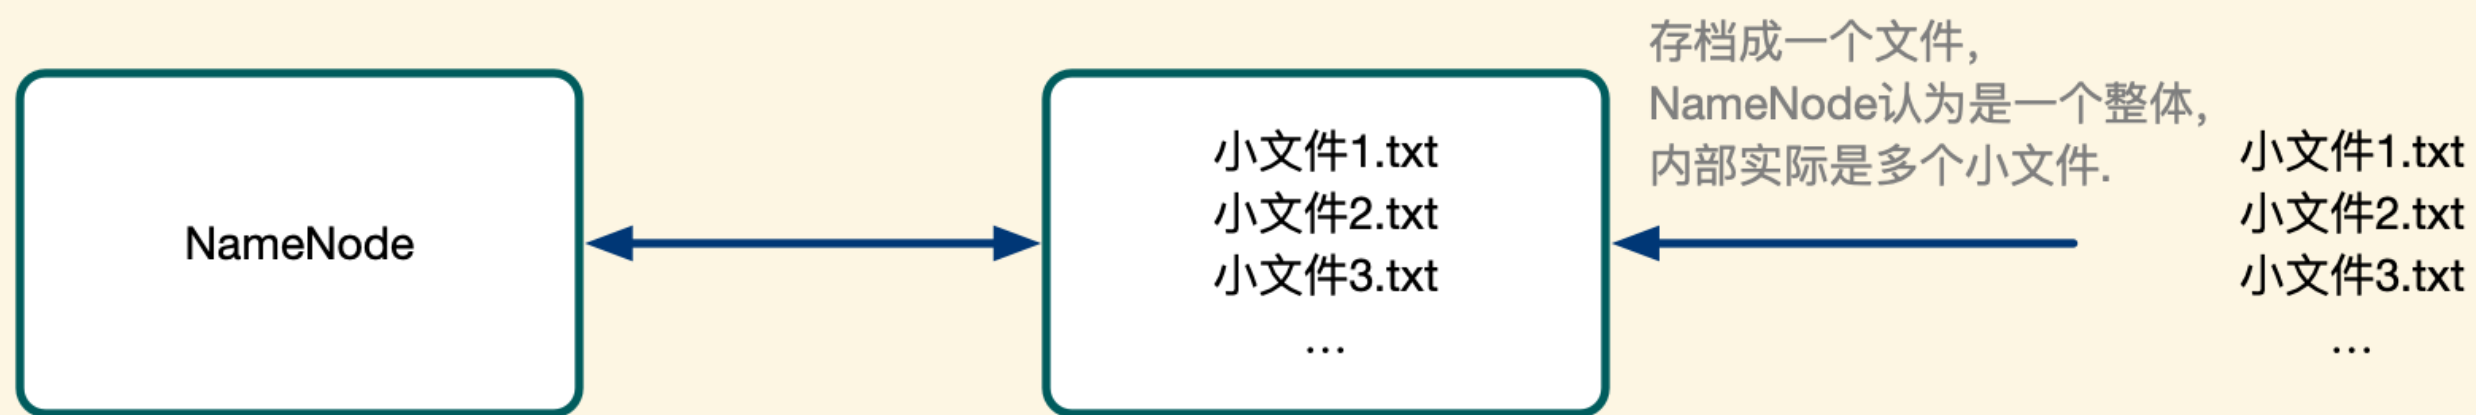 NameNode
小文件1.txt
小文件2.txt
小文件3.txt
...
存档成一个文件，
NameNode认为是一个整体，
内部实际是多个小文件.
小文件1.txt
小文件2.txt
小文件3.txt
...